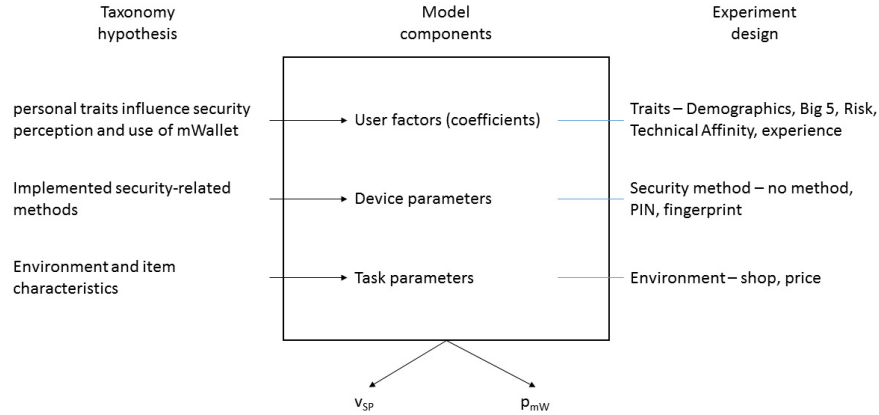 Taxonomy
hypothesis
Model
components
Experiment
design
personal traits influence security
perception and use of mWallet
User factors (coefficients)
Traits – Demographics, Big 5, Risk,
Technical Affinity, experience
Implemented security-related
methods
Device parameters
Security method – no method,
PIN, fingerprint
Environment and item
characteristics
Task parameters
Environment – shop, price
vSP
pmW